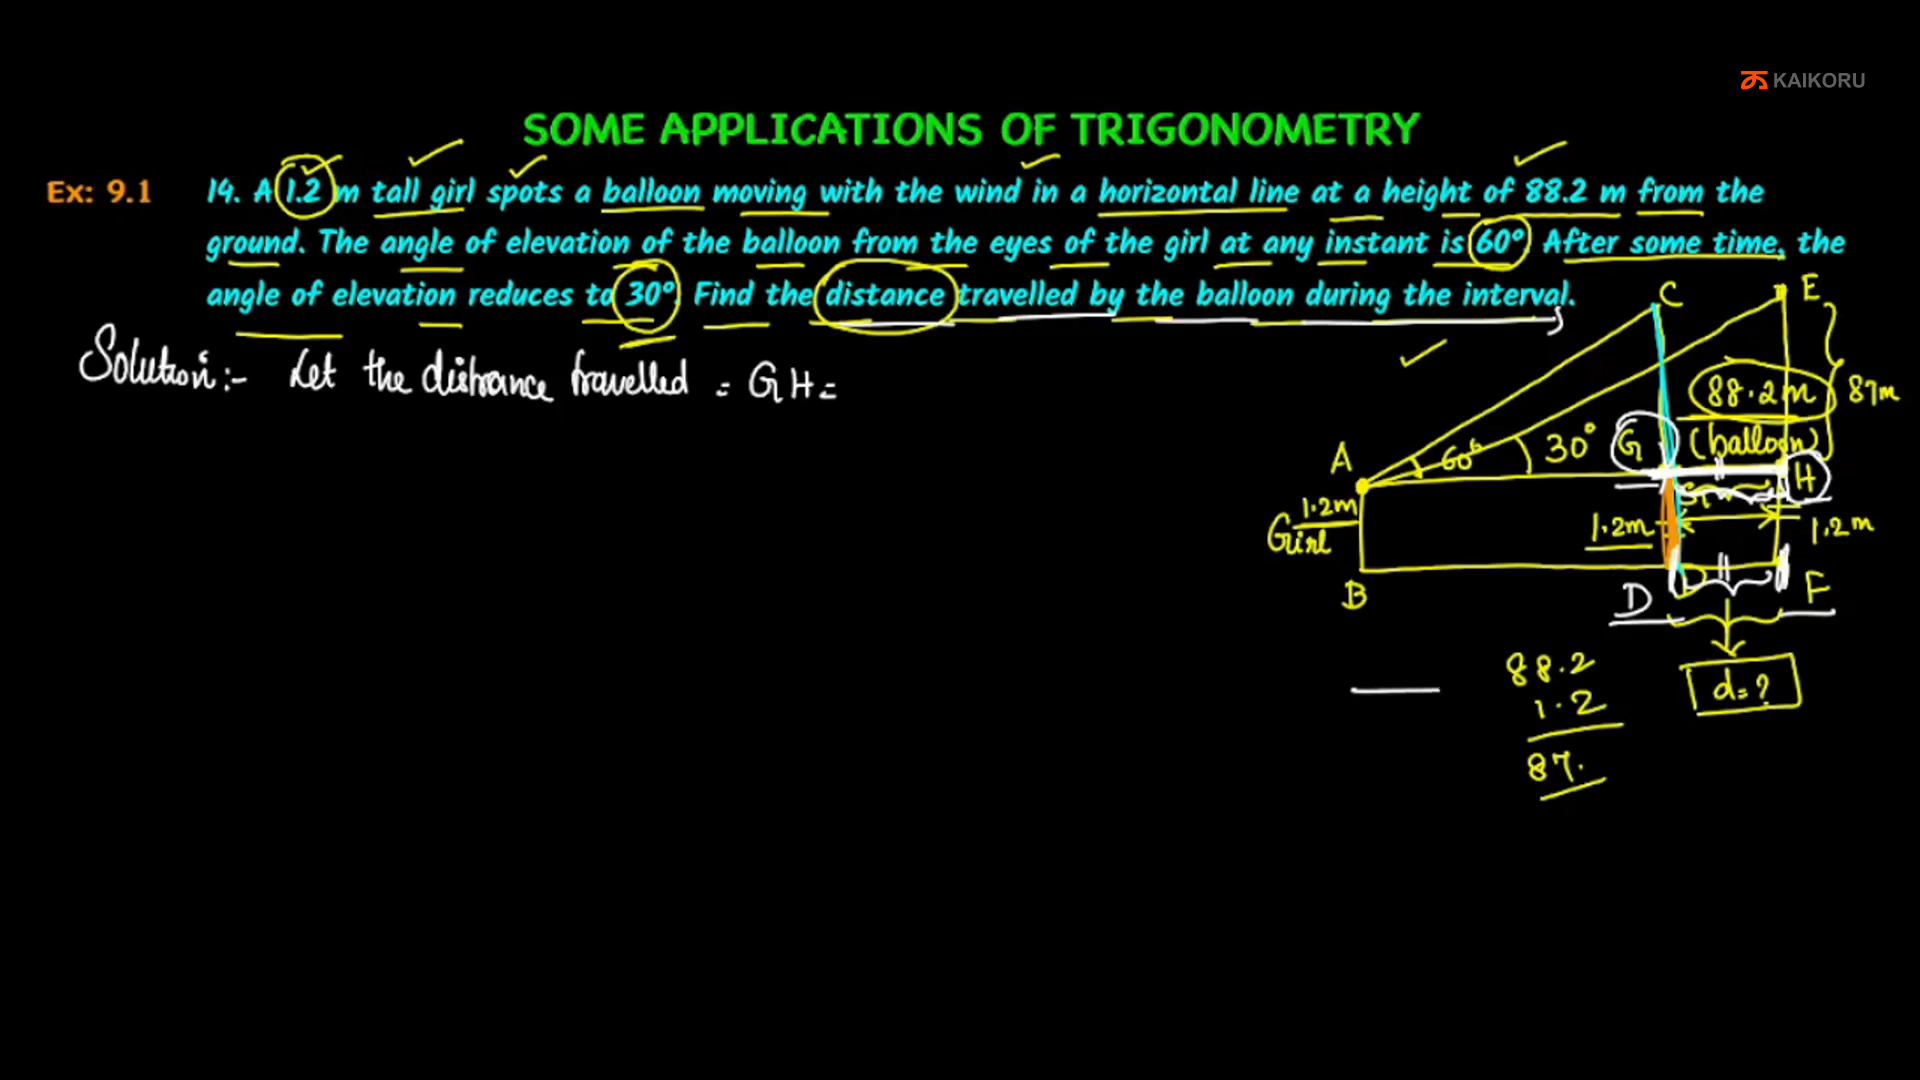 KAIKORU
SOME APPLICATIONS OF TRIGONOMETRY
Ex: 9.1 14. A 1.2 m tall girl spots a balloon moving with the wind in a horizontal line at a height of 88.2 m from the
ground. The angle of elevation of the balloon from the eyes of the girl at any instant is 60° After some time, the
angle of elevation reduces to 30°. Find the distance travelled by the balloon during the interval.
Solution:- Let the distance travelled = GH =
C E
88.2m 87m
(balloon)
A 60° 30° G H
1.2m
Girl 1.2m 1.2m
B D D F
88.2
1.2
87.
d=?